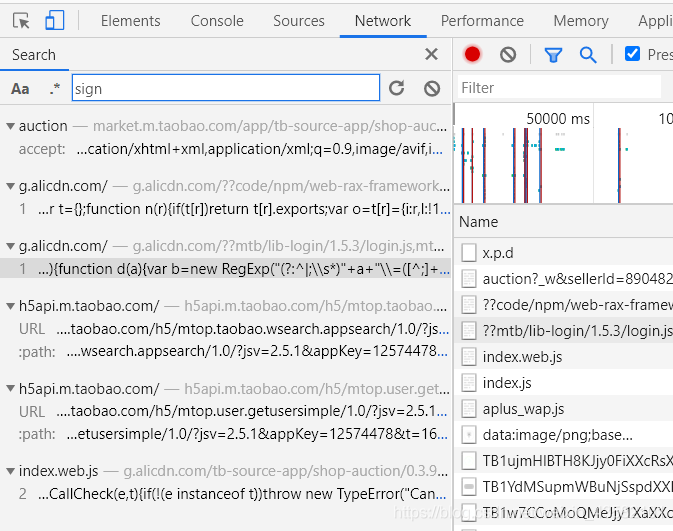 Elements Console Sources Network Performance Memory Appli
Search
Aa .* sign
Filter
Pres
50000 ms 10
auction — market.m.taobao.com/app/tb-source-app/shop-auc...
accept: ...cation/xhtml+xml,application/xml;q=0.9,image/avif,i...
g.alicdn.com/ — g.alicdn.com/??code/npm/web-rax-framework...
1 ...r t={};function n(r){if(t[r])return t[r].exports;var o=t[r]={i:r,l:!1...
g.alicdn.com/ — g.alicdn.com/??mtb/lib-login/1.5.3/login.js,mt...
1 ...){function d(a){var b=new RegExp("(?:^|;\\s*)"+a+"\\=([^;]+...
h5api.m.taobao.com/ — h5api.m.taobao.com/h5/mtop.taobao...
URL ....taobao.com/h5/mtop.taobao.wsearch.appsearch/1.0/?js...
:path: ....wsearch.appsearch/1.0/?jsv=2.5.1&appKey=12574478...
h5api.m.taobao.com/ — h5api.m.taobao.com/h5/mtop.user.get...
URL ....taobao.com/h5/mtop.user.getusersimple/1.0/?jsv=2.5.1...
:path: ...etusersimple/1.0/?jsv=2.5.1&appKey=12574478&t=16...
index.web.js — g.alicdn.com/tb-source-app/shop-auction/0.3.9...
2 ...CallCheck(e,t){if(!(e instanceof t))throw new TypeError("Can...
Name
x.p.d
auction?_w&sellerId=890482
??code/npm/web-rax-framew
??mtb/lib-login/1.5.3/login.js
index.web.js
index.js
aplus_wap.js
data:image/png;base...
TB1ujmHlBTH8KJjy0FiXXcRsX
TB1YdMSupmWBuNjSspdXXI
TB1w7CCoMoQMeJjy1XaXXc